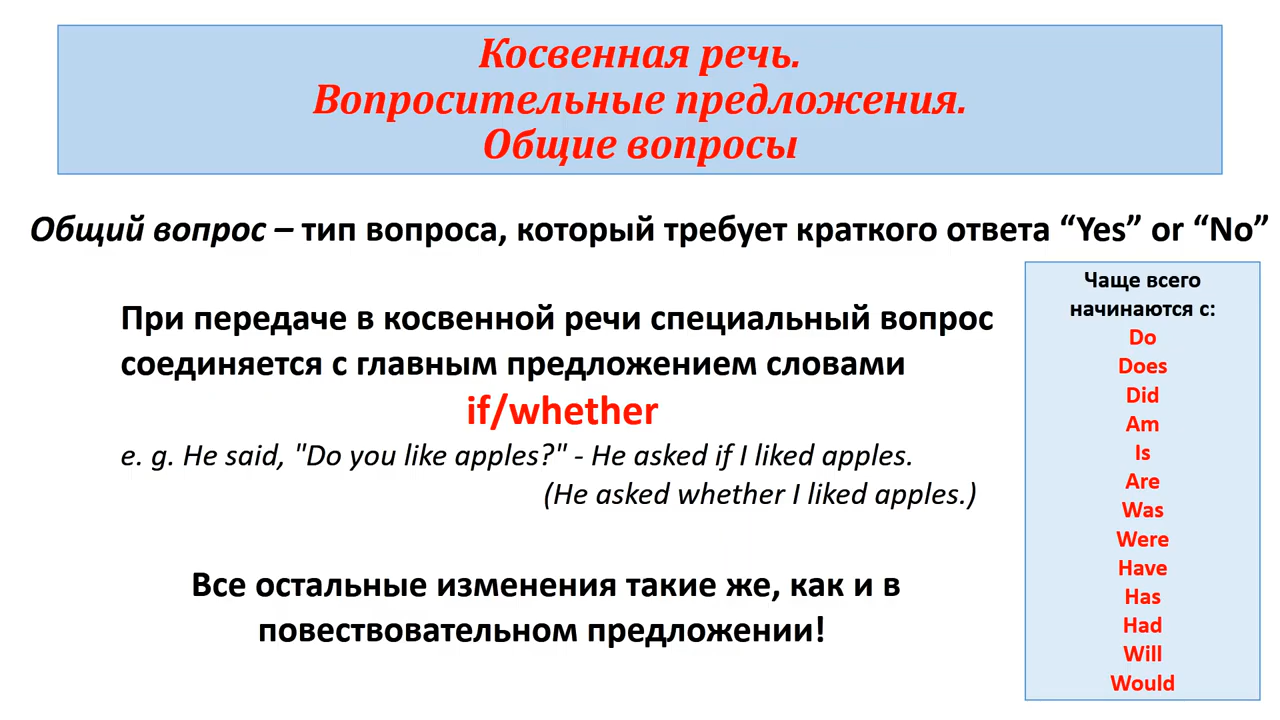 Косвенная речь.
Вопросительные предложения.
Общие вопросы
Общий вопрос – тип вопроса, который требует краткого ответа “Yes” or “No”
При передаче в косвенной речи специальный вопрос
соединяется с главным предложением словами
if/whether
e. g. He said, "Do you like apples?" - He asked if I liked apples.
(He asked whether I liked apples.)
Все остальные изменения такие же, как и в
повествовательном предложении!
Чаще всего
начинаются с:
Do
Does
Did
Am
Is
Are
Was
Were
Have
Has
Had
Will
Would